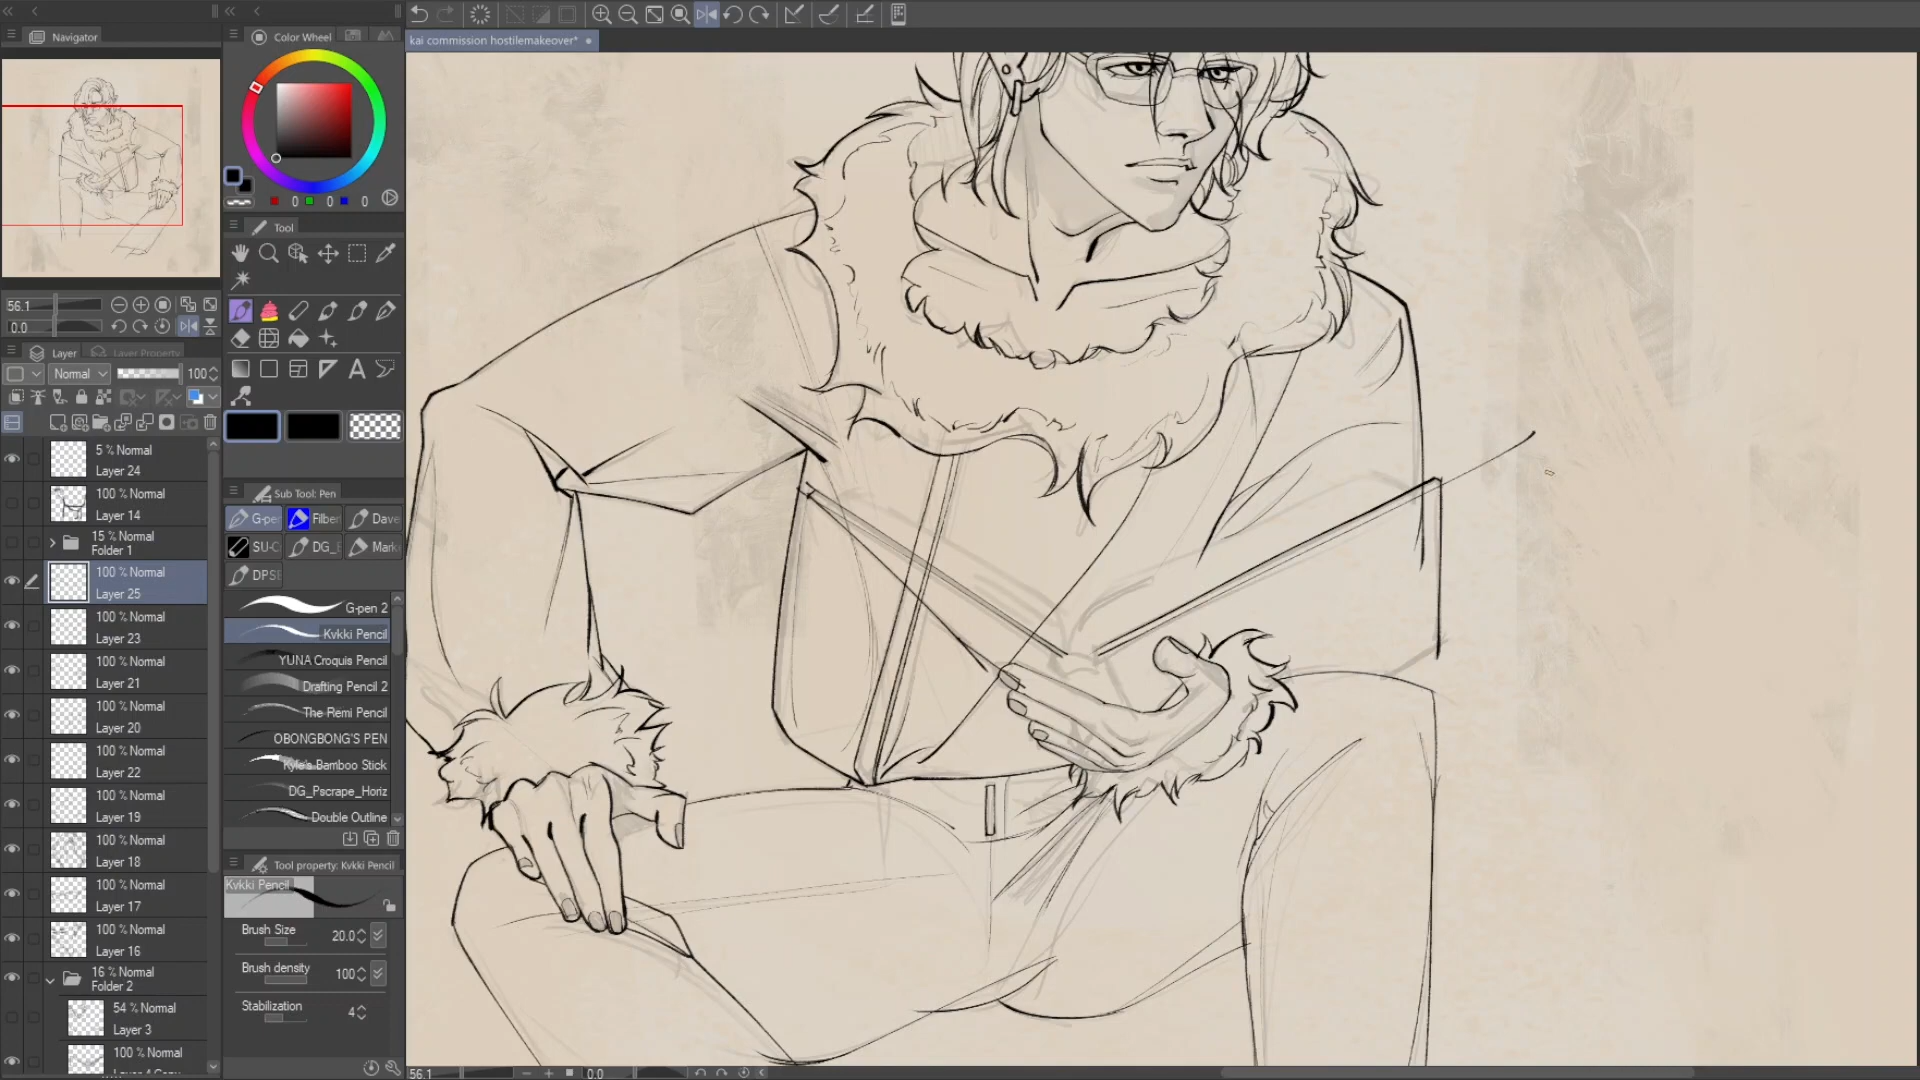 Navigator
56.1
0.0
Layer
Layer Property
Normal
100
5 % Normal
Layer 24
100 % Normal
Layer 14
15 % Normal
Folder 1
100 % Normal
Layer 25
100 % Normal
Layer 23
100 % Normal
Layer 21
100 % Normal
Layer 20
100 % Normal
Layer 22
100 % Normal
Layer 19
100 % Normal
Layer 18
100 % Normal
Layer 17
100 % Normal
Layer 16
16 % Normal
Folder 2
54 % Normal
Layer 3
100 % Normal
Color Wheel
0 0 0
Tool
A
Sub Tool: Pen
G-pen
Filber
Dave
SU-C
DG_
Mark
DPSE
G-pen 2
Kvkki Pencil
YUNA Croquis Pencil
Drafting Pencil 2
The Remi Pencil
OBONGBONG'S PEN
Kyle's Bamboo Stick
DG_Pscrape_Horiz
Double Outline
Tool property: Kvkki Pencil
Kvkki Pencil
Brush Size
20.0
Brush density
100
Stabilization
4
kai commission hostilemakeover*
56.1
0.0